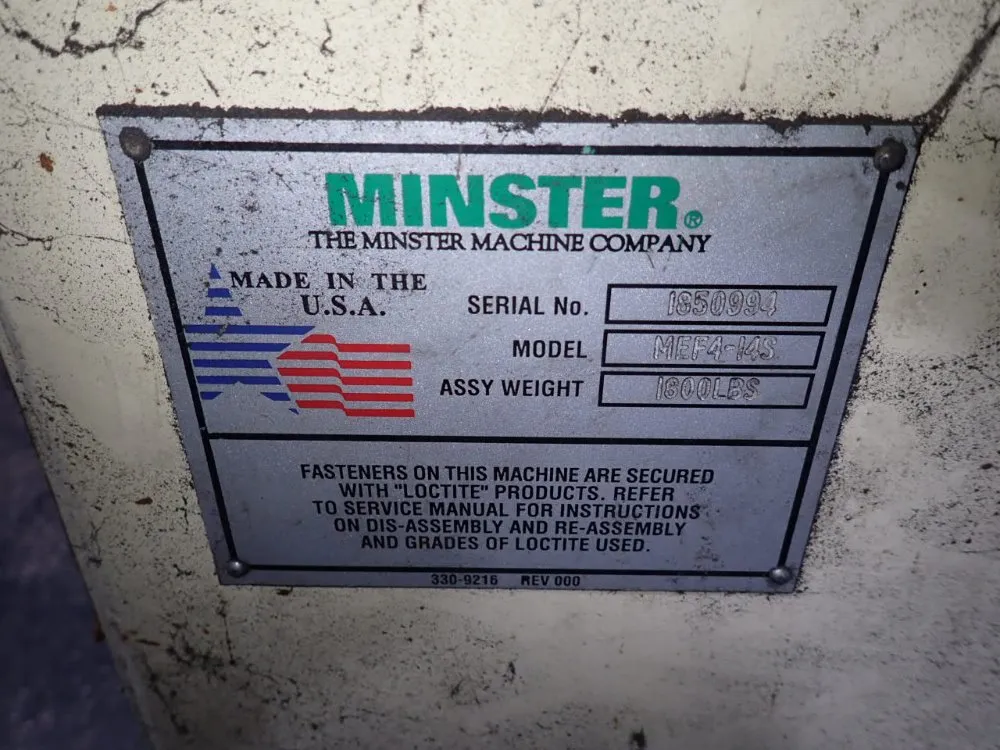 MINSTER®
THE MINSTER MACHINE COMPANY
MADE IN THE
U.S.A.
SERIAL No. 1850994
MODEL MEF4-14S
ASSY WEIGHT 1800LBS
FASTENERS ON THIS MACHINE ARE SECURED
WITH "LOCTITE" PRODUCTS. REFER
TO SERVICE MANUAL FOR INSTRUCTIONS
ON DIS-ASSEMBLY AND RE-ASSEMBLY
AND GRADES OF LOCTITE USED.
330-9216 REV 000